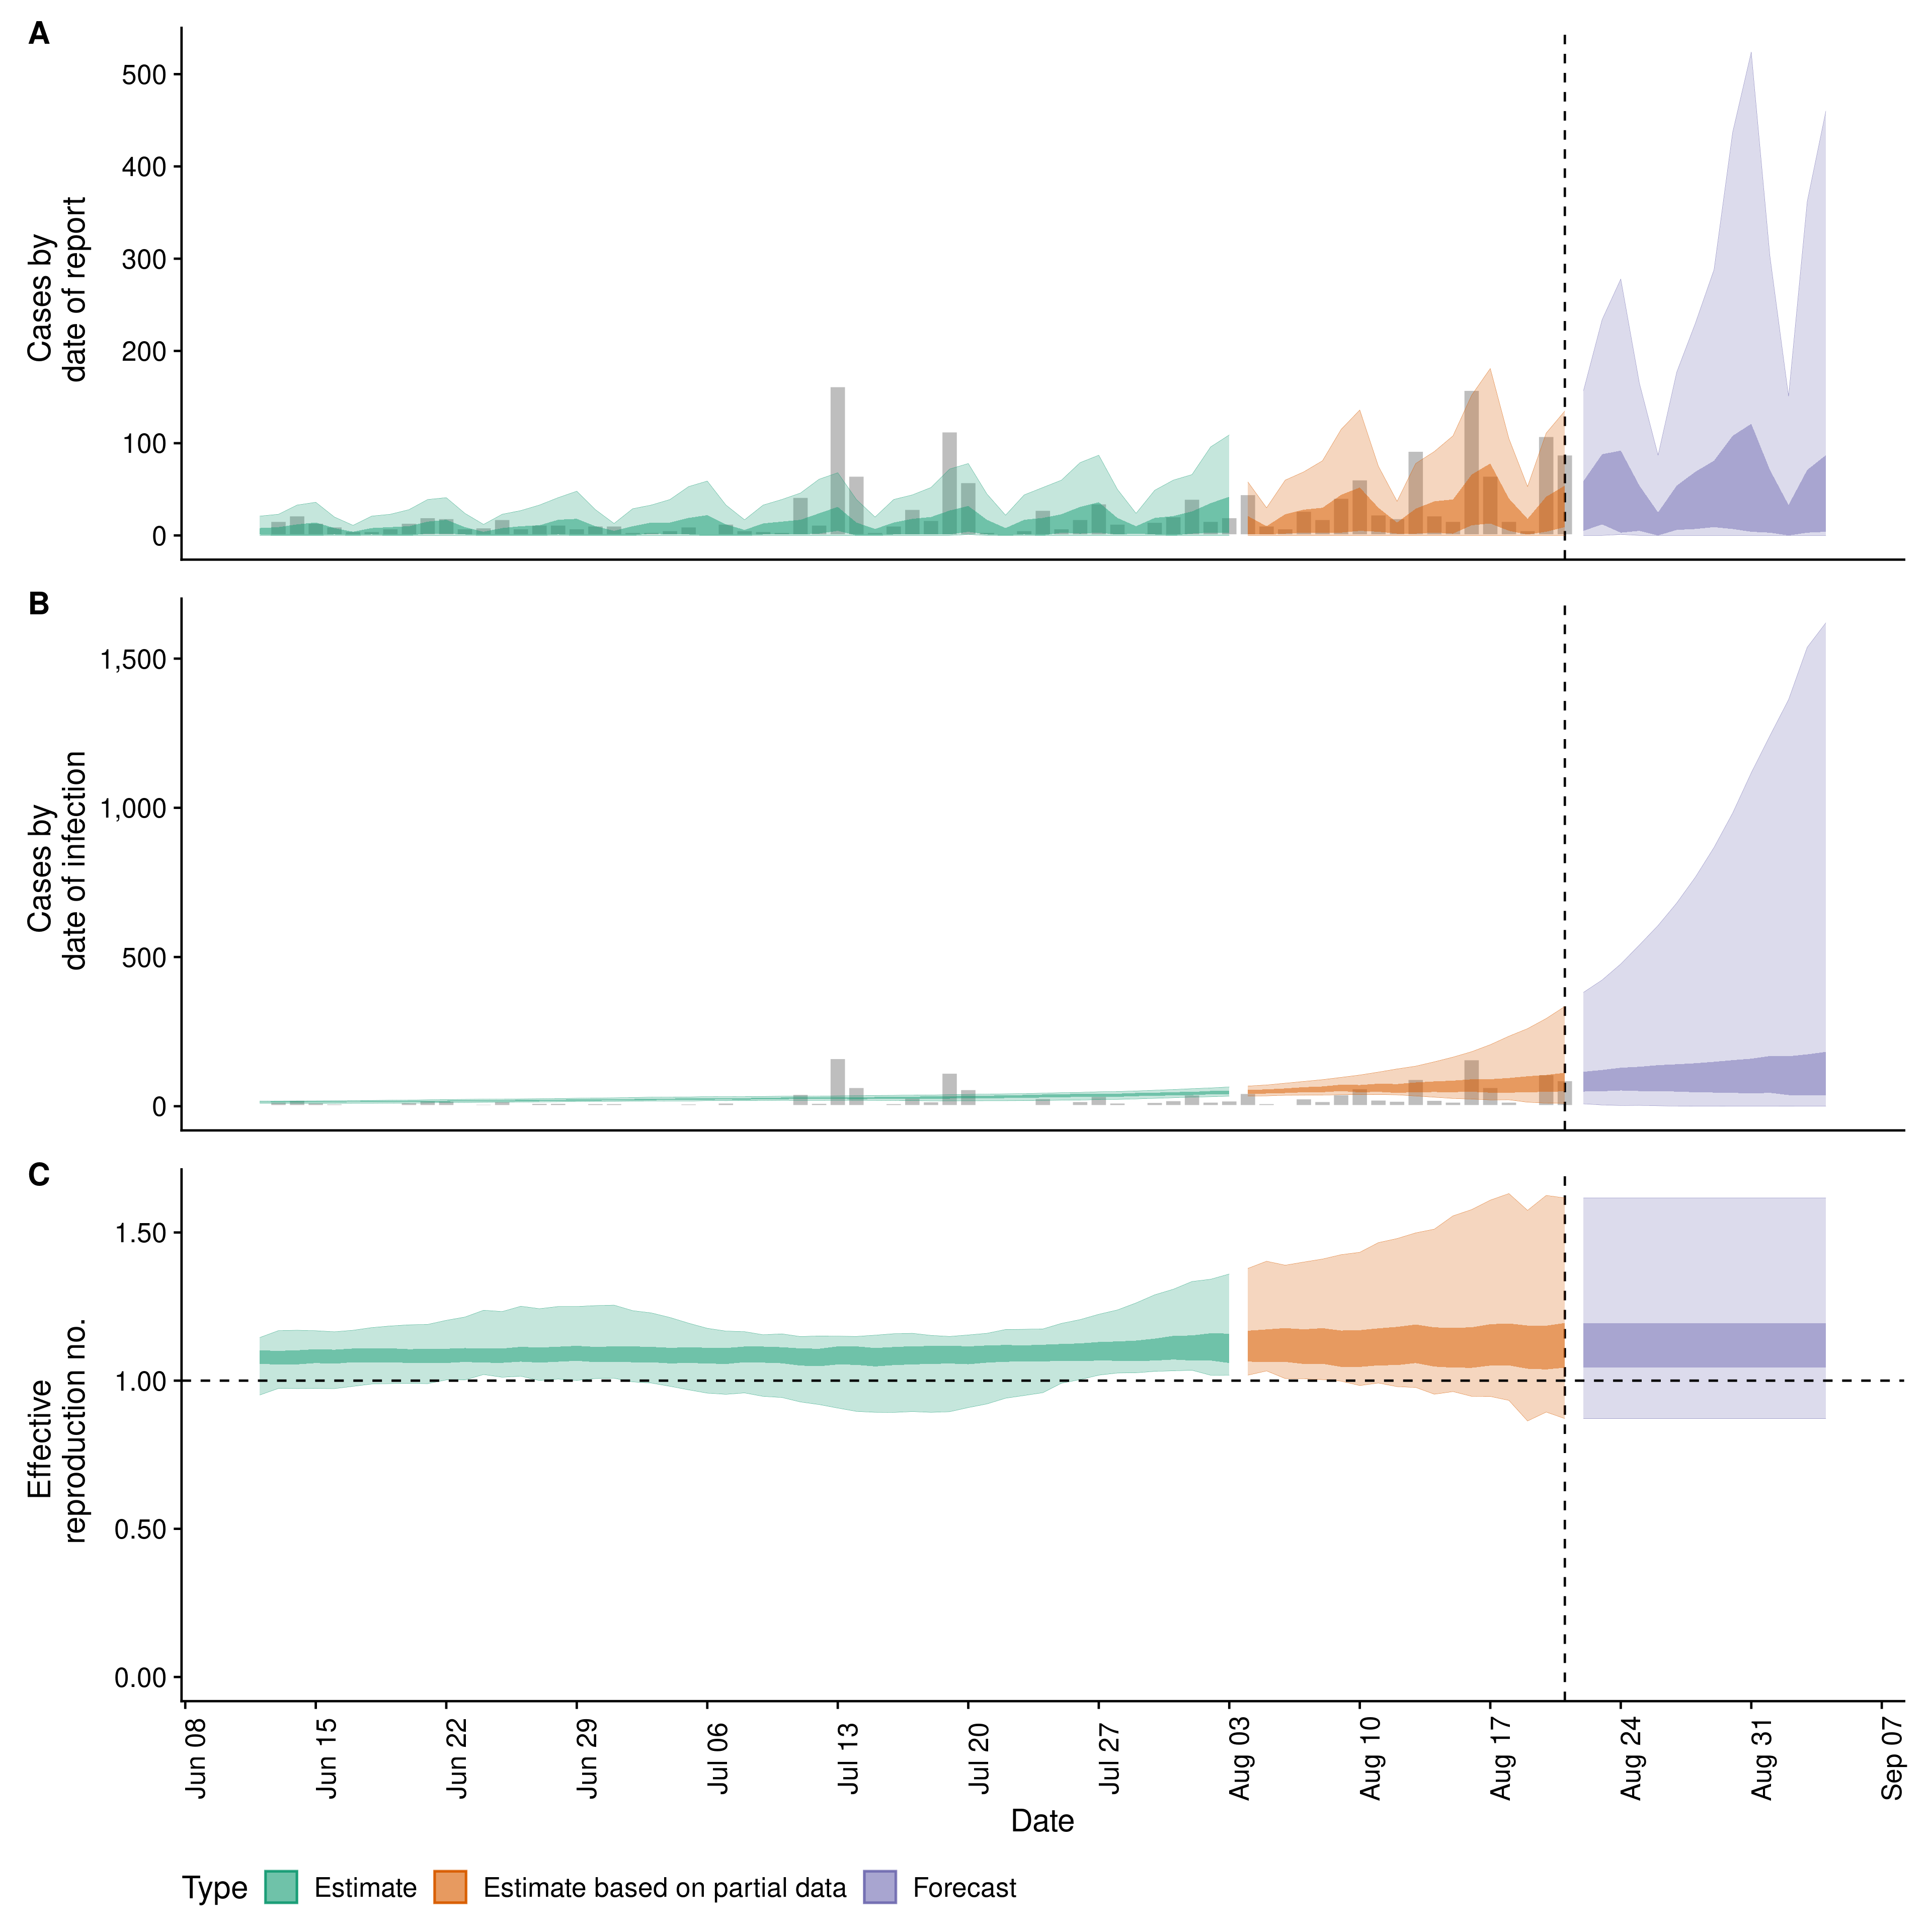 A
500
400
300
200
100
0
Cases by
date of report
B
1,500
1,000
500
0
Cases by
date of infection
C
1.50
1.00
0.50
0.00
Effective
reproduction no.
Jun 08
Jun 15
Jun 22
Jun 29
Jul 06
Jul 13
Jul 20
Jul 27
Aug 03
Aug 10
Aug 17
Aug 24
Aug 31
Sep 07
Date
Type Estimate Estimate based on partial data Forecast